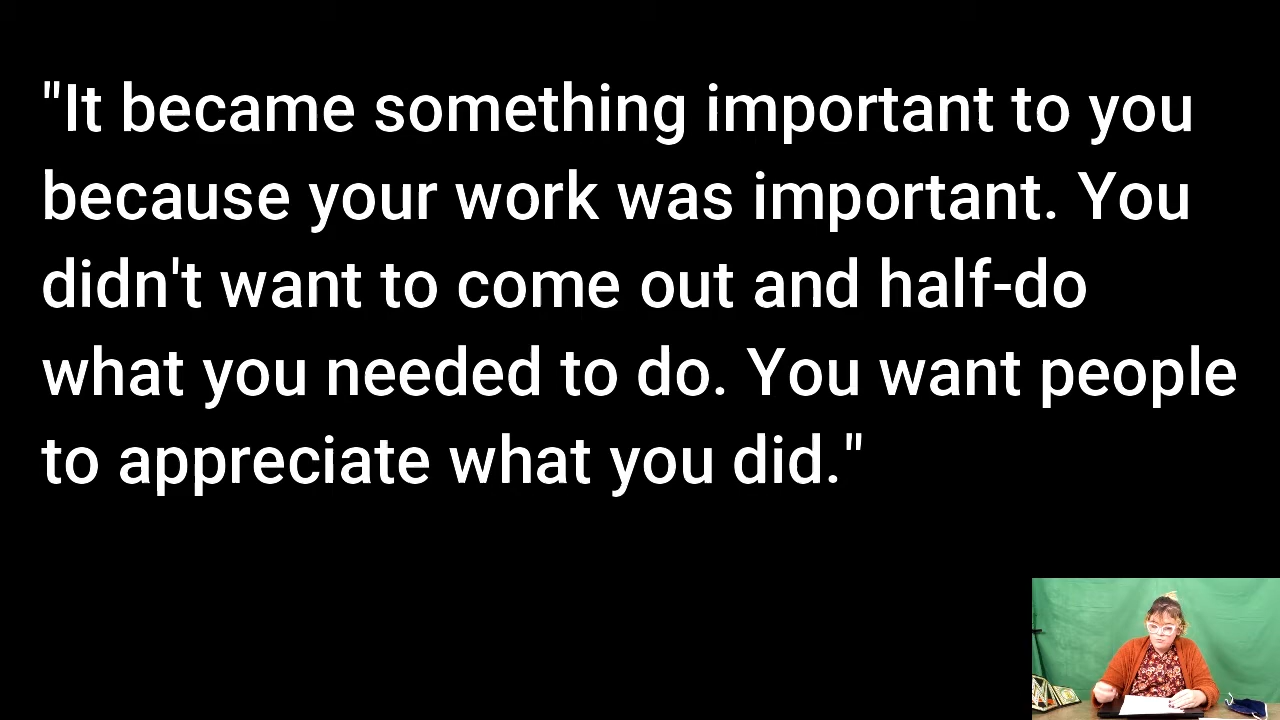 "It became something important to you
because your work was important. You
didn't want to come out and half-do
what you needed to do. You want people
to appreciate what you did."